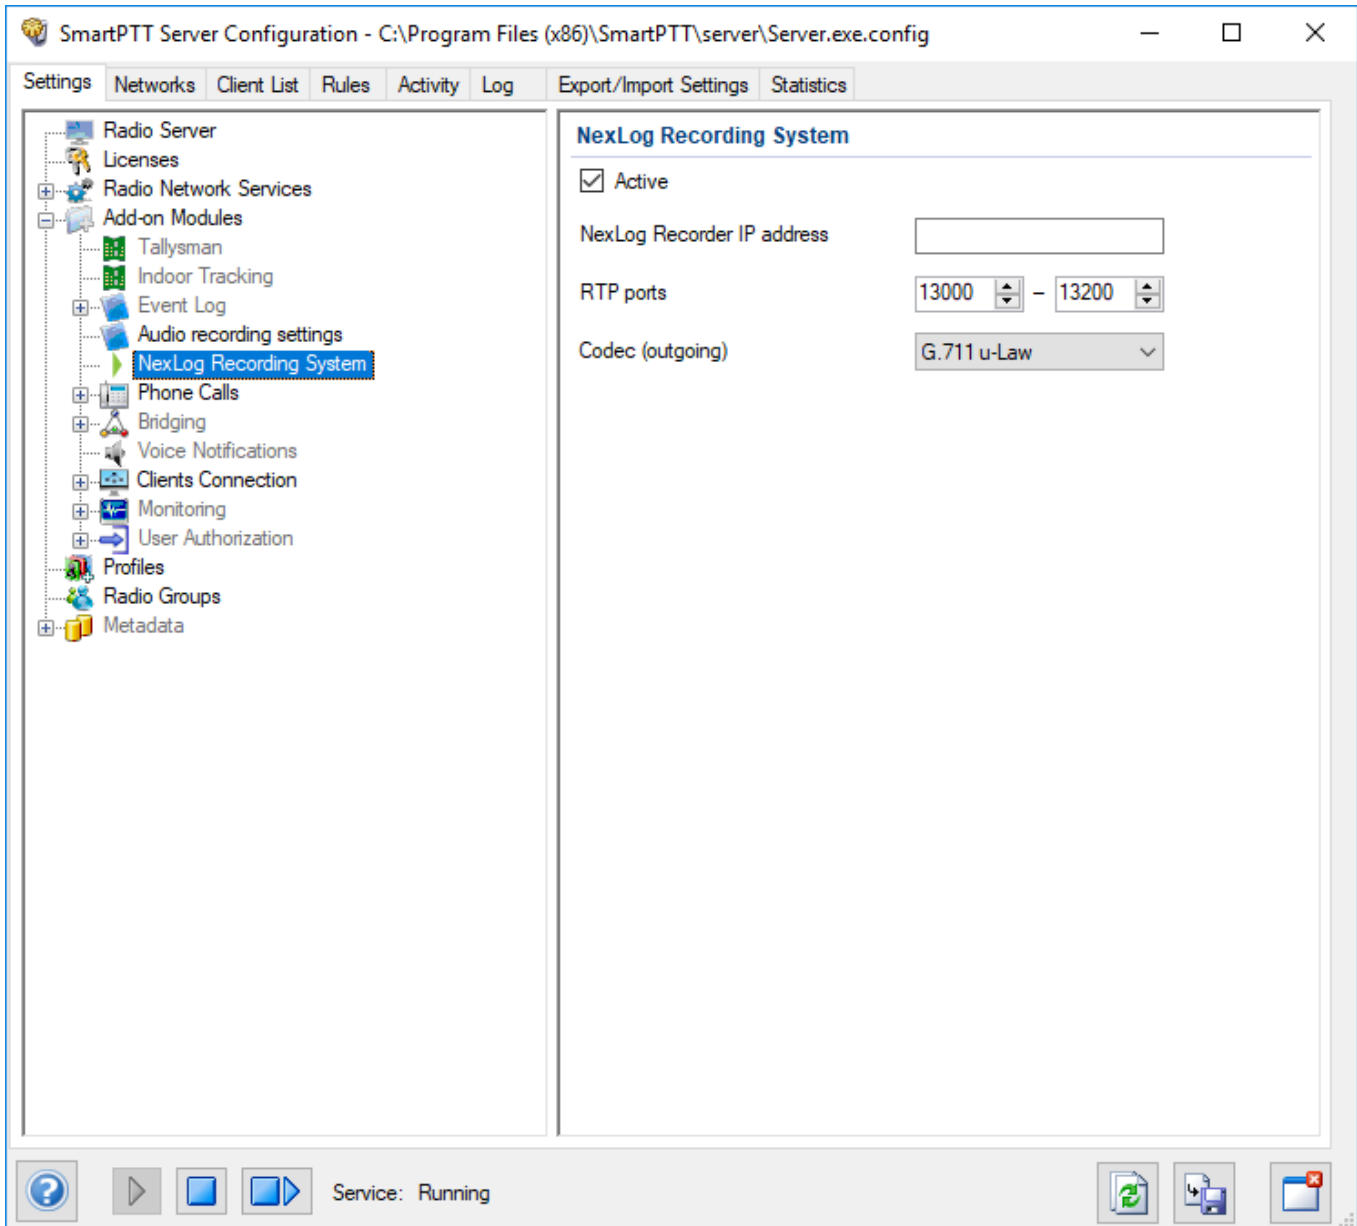 SmartPTT Server Configuration - C:\Program Files (x86)\SmartPTT\server\Server.exe.config
Settings Networks Client List Rules Activity Log Export/Import Settings Statistics
Radio Server
Licenses
Radio Network Services
Add-on Modules
Tallysman
Indoor Tracking
Event Log
Audio recording settings
NexLog Recording System
Phone Calls
Bridging
Voice Notifications
Clients Connection
Monitoring
User Authorization
Profiles
Radio Groups
Metadata
NexLog Recording System
Active
NexLog Recorder IP address
RTP ports 13000 – 13200
Codec (outgoing) G.711 u-Law
Service: Running